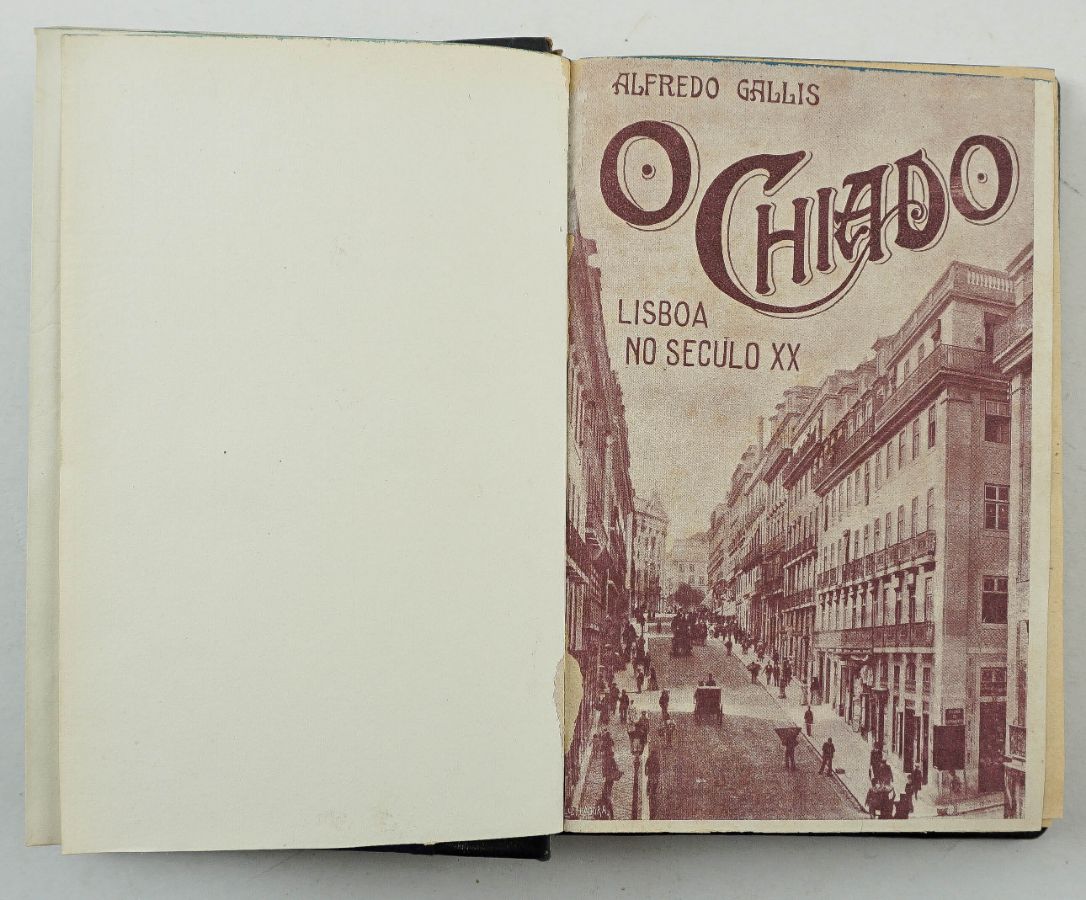 ALFREDO GALLIS
O CHIADO
LISBOA
NO SECULO XX